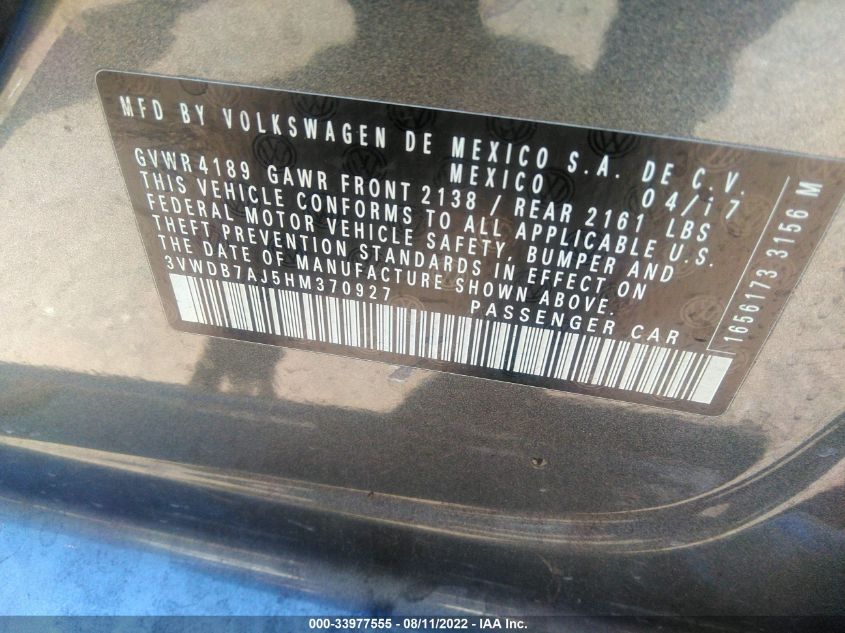 MFD BY VOLKSWAGEN DE MEXICO S.A. DE C.V.
MEXICO 04/17
GVWR4189 GAWR FRONT 2138 / REAR 2161 LBS
THIS VEHICLE CONFORMS TO ALL APPLICABLE U.S.
FEDERAL MOTOR VEHICLE SAFETY, BUMPER AND
THEFT PREVENTION STANDARDS IN EFFECT ON
THE DATE OF MANUFACTURE SHOWN ABOVE.
3VWDB7AJ5HM370927 PASSENGER CAR
1656173 3156 M
000-33977555 - 08/11/2022 - IAA Inc.